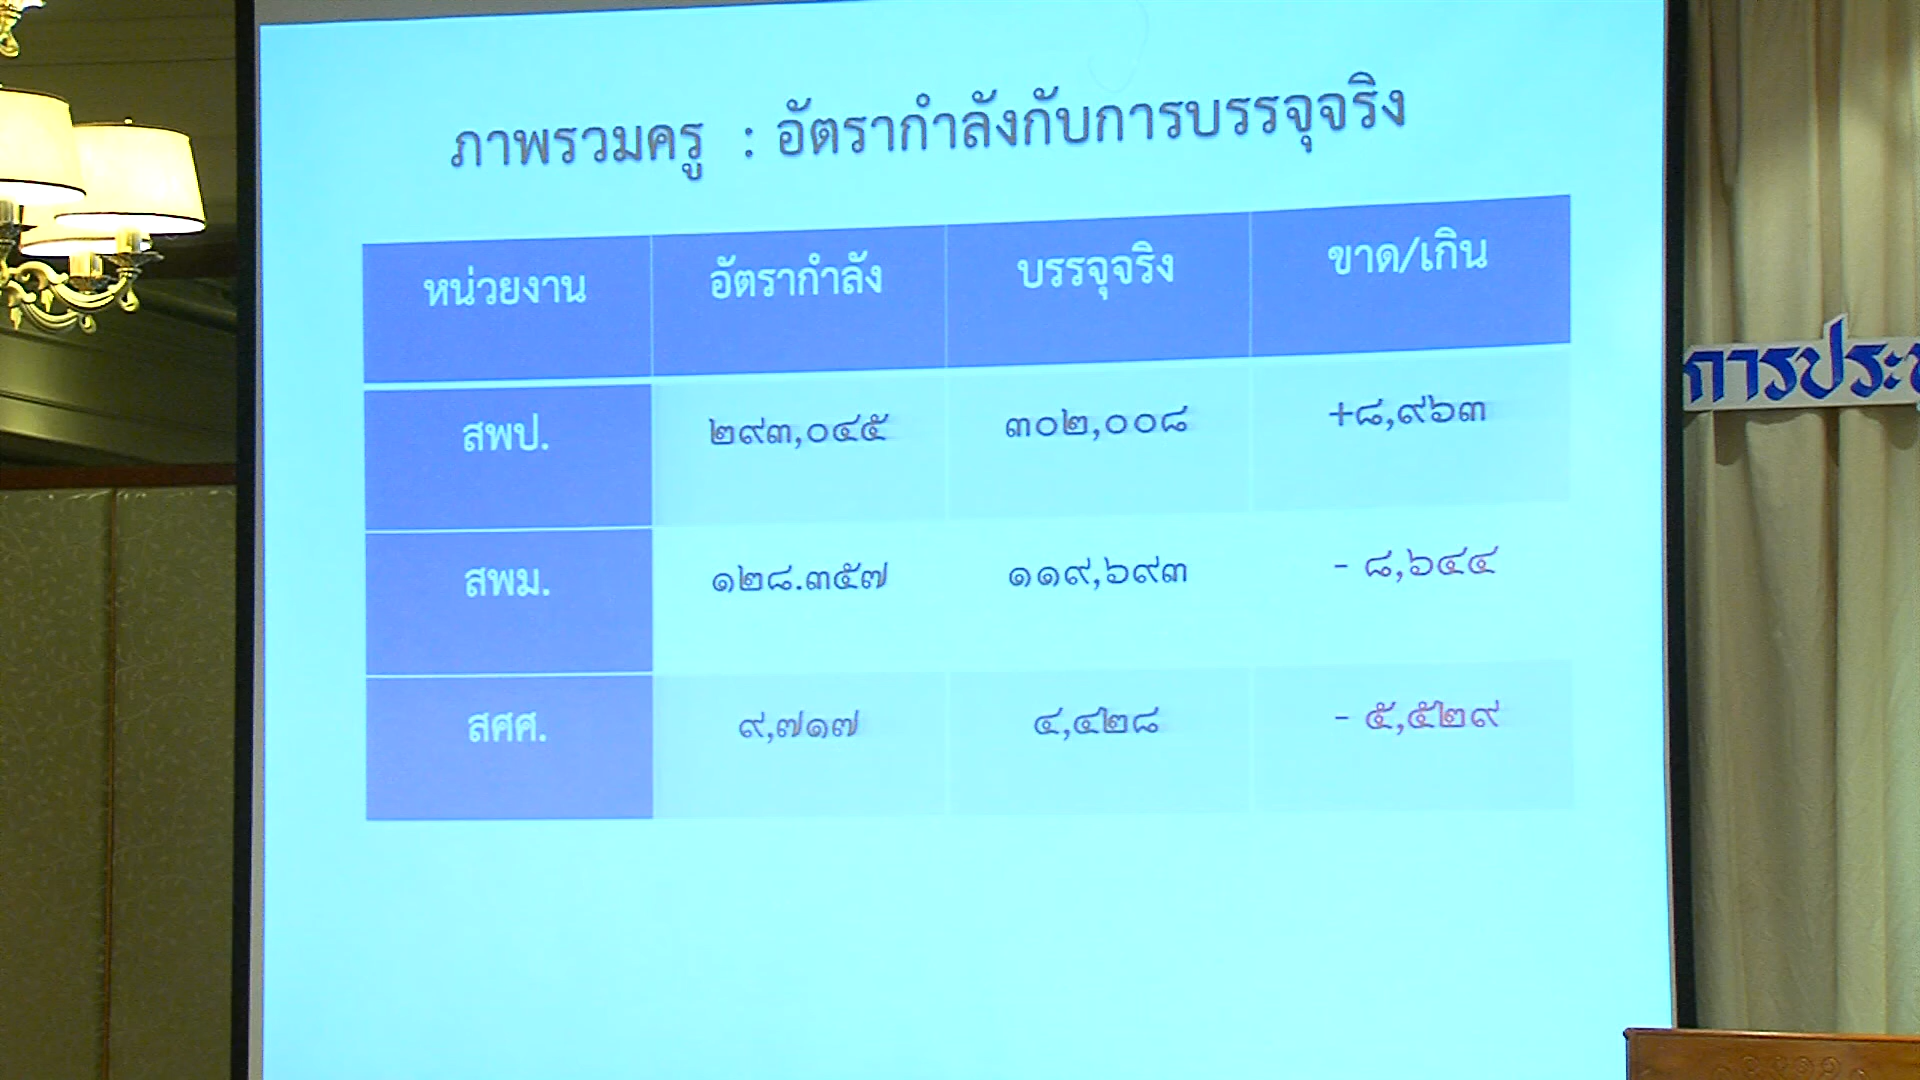 ภาพรวมครู : อัตรากำลังกับการบรรจุจริง
หน่วยงาน อัตรากำลัง บรรจุจริง ขาด/เกิน
สพป. ๒๙๓,๐๔๕ ๓๐๒,๐๐๘ +๘,๙๖๓
สพม. ๑๒๘.๓๕๗ ๑๑๙,๖๙๓ - ๘,๖๔๔
สศศ. ๙,๗๑๗ ๔,๔๒๘ - ๕,๕๒๙
การประ